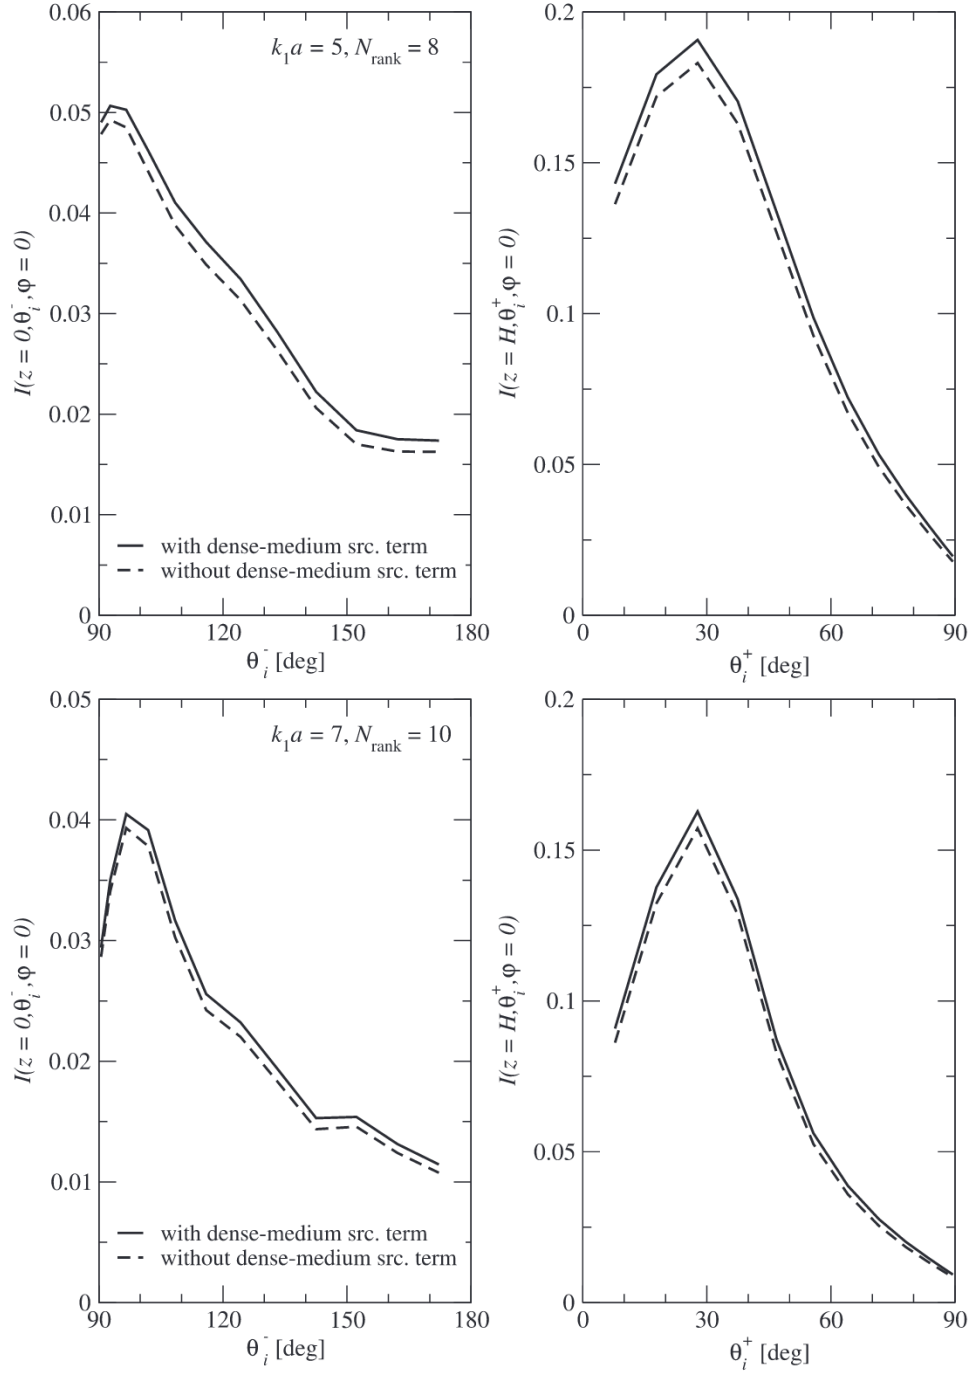 0.06
0.05
0.04
0.03
0.02
0.01
0
k₁a = 5, N_rank = 8
I(z = 0,θᵢ⁻,φ = 0)
with dense-medium src. term
without dense-medium src. term
90 120 150 180
θᵢ⁻ [deg]
0.2
0.15
0.1
0.05
0
I(z = H,θᵢ⁺,φ = 0)
0 30 60 90
θᵢ⁺ [deg]
0.05
0.04
0.03
0.02
0.01
0
k₁a = 7, N_rank = 10
I(z = 0,θᵢ⁻,φ = 0)
with dense-medium src. term
without dense-medium src. term
90 120 150 180
θᵢ⁻ [deg]
0.2
0.15
0.1
0.05
0
I(z = H,θᵢ⁺,φ = 0)
0 30 60 90
θᵢ⁺ [deg]